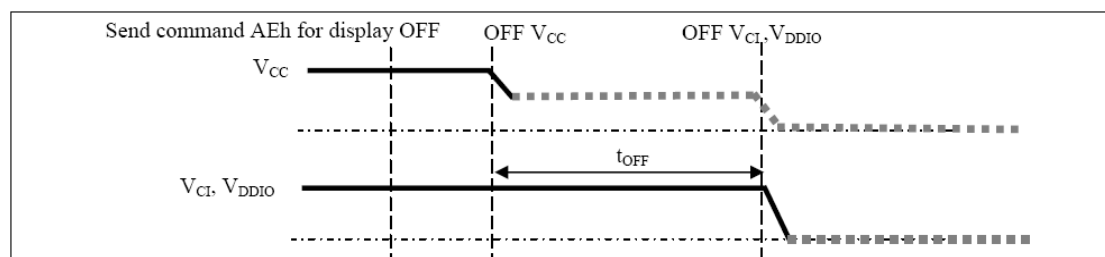 Send command AEh for display OFF OFF VCC OFF VCI ,VDDIO
VCC
tOFF
VCI, VDDIO